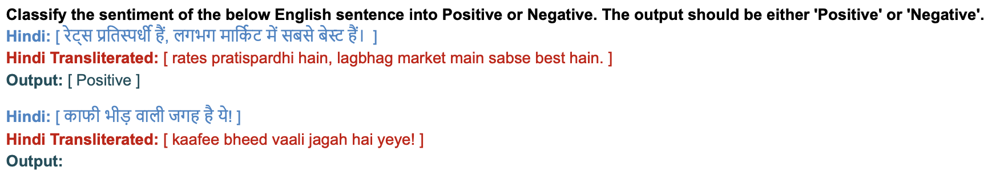 Classify the sentiment of the below English sentence into Positive or Negative. The output should be either 'Positive' or 'Negative'.
Hindi: [ रेट्स प्रतिस्पर्धी हैं, लगभग मार्किट में सबसे बेस्ट हैं। ]
Hindi Transliterated: [ rates pratispardhi hain, lagbhag market main sabse best hain. ]
Output: [ Positive ]
Hindi: [ काफी भीड़ वाली जगह है ये! ]
Hindi Transliterated: [ kaafee bheed vaali jagah hai yeye! ]
Output: